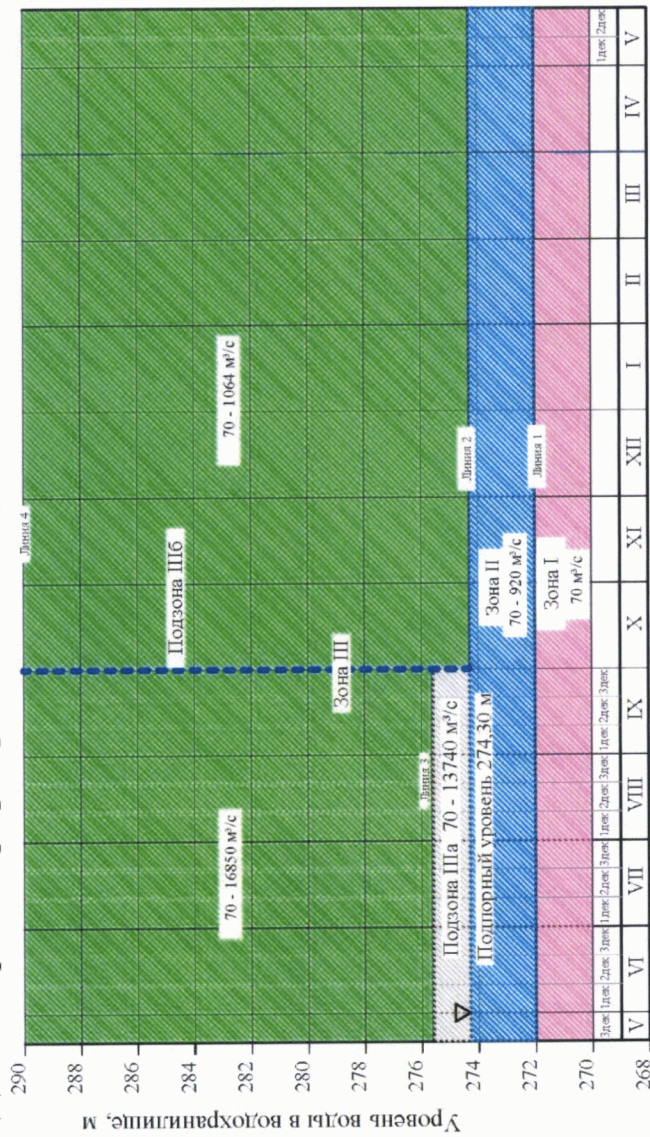 Уровень воды в водохранилище, м
290
288
286
284
282
280
278
276
274
272
270
268
Линия 4
Подзона IIIб
70 - 16850 м³/с
70 - 1064 м³/с
Зона III
Линия 3
Подзона IIIа 70 - 13740 м³/с
Подпорный уровень 274,30 м
Линия 2
Зона II
70 - 920 м³/с
Линия 1
Зона I
70 м³/с
3дек 1дек 2дек 3дек 1дек 2дек 3дек 1дек 2дек 3дек 1дек 2дек 3дек 1дек 2дек
V VI VII VIII IX X XI XII I II III IV V